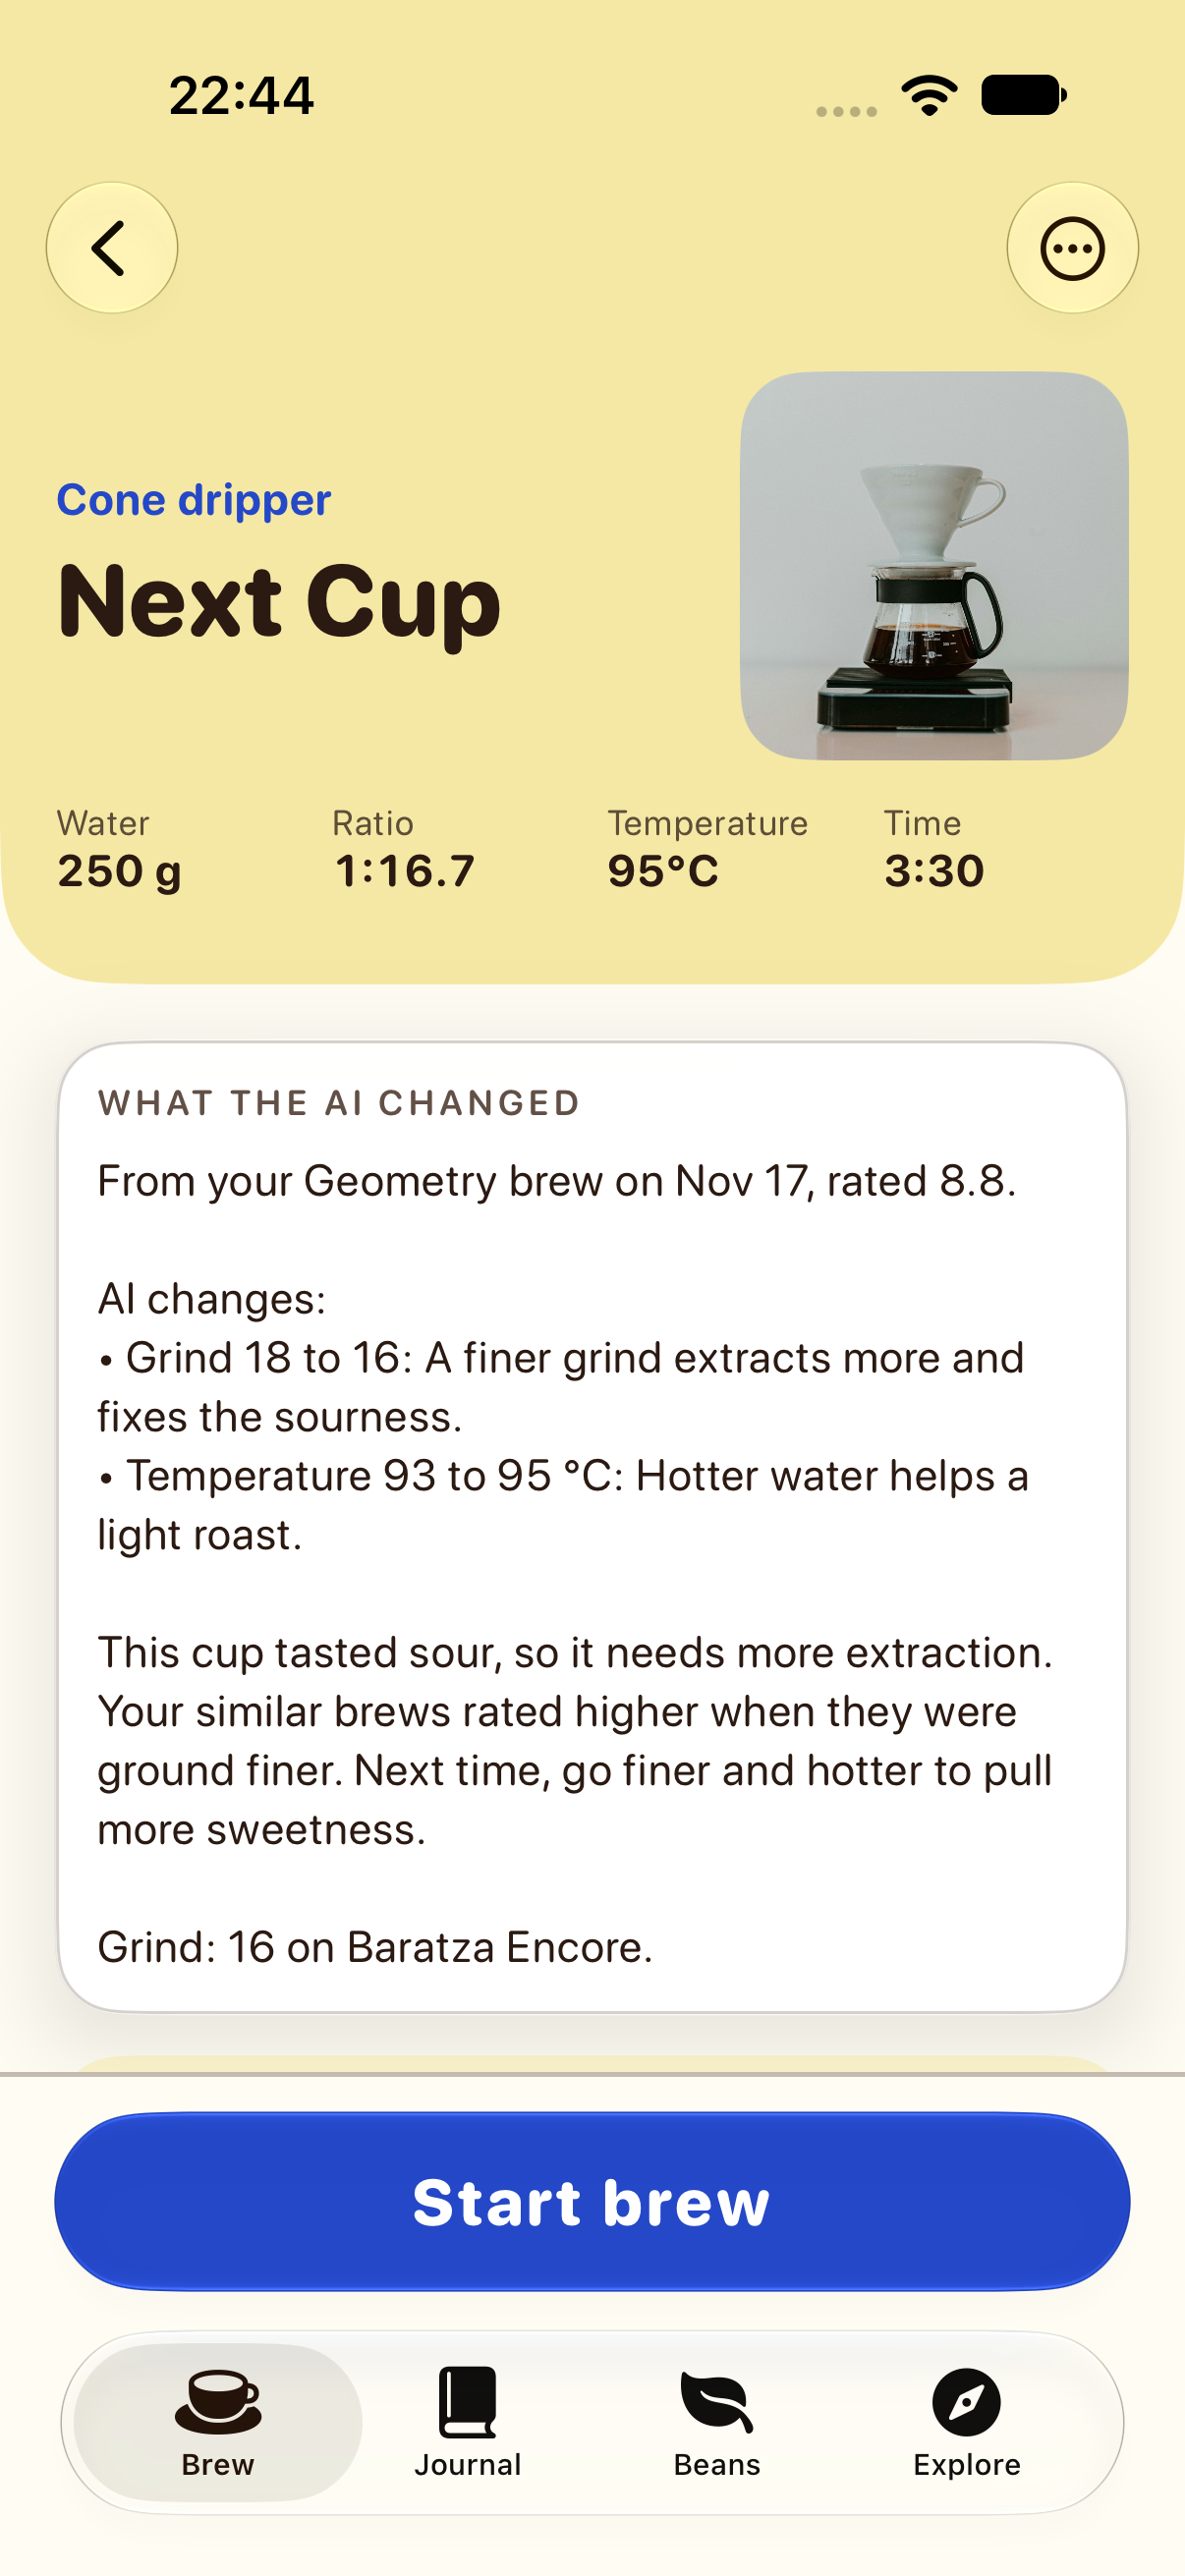 22:44
Cone dripper
Next Cup
Water Ratio Temperature Time
250 g 1:16.7 95°C 3:30
WHAT THE AI CHANGED
From your Geometry brew on Nov 17, rated 8.8.
AI changes:
• Grind 18 to 16: A finer grind extracts more and
fixes the sourness.
• Temperature 93 to 95 °C: Hotter water helps a
light roast.
This cup tasted sour, so it needs more extraction.
Your similar brews rated higher when they were
ground finer. Next time, go finer and hotter to pull
more sweetness.
Grind: 16 on Baratza Encore.
Start brew
Brew Journal Beans Explore